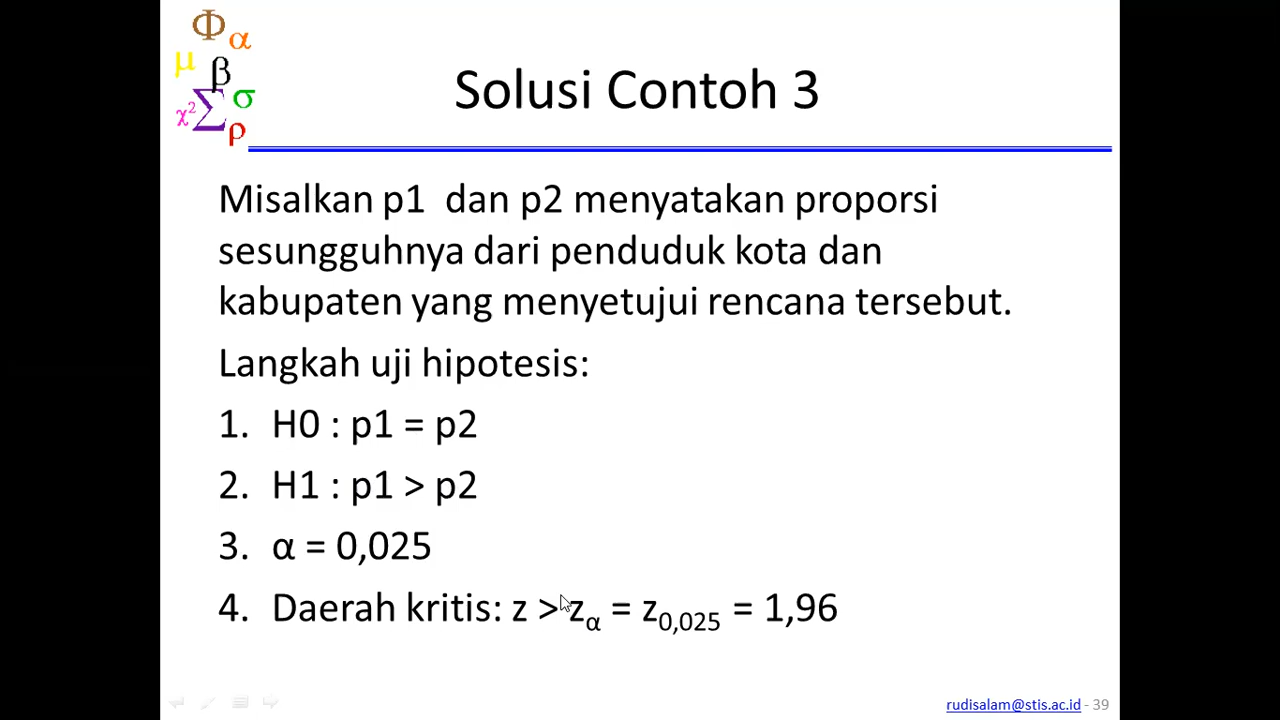 Φ α
μ β
χ² Σ σ
ρ
Solusi Contoh 3
Misalkan p1 dan p2 menyatakan proporsi
sesungguhnya dari penduduk kota dan
kabupaten yang menyetujui rencana tersebut.
Langkah uji hipotesis:
1. H0 : p1 = p2
2. H1 : p1 > p2
3. α = 0,025
4. Daerah kritis: z > zα = z0,025 = 1,96
rudisalam@stis.ac.id - 39